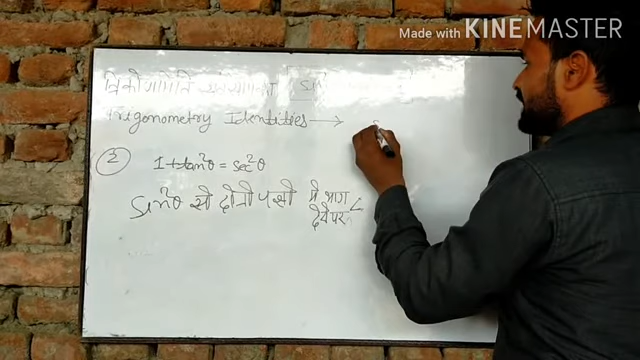 Made with KINEMASTER
त्रिकोणमिति
Trigonometry Identities →
2
1+tan²θ = sec²θ
sin²θ सो दोनो पक्षो मे भाग
देने पर